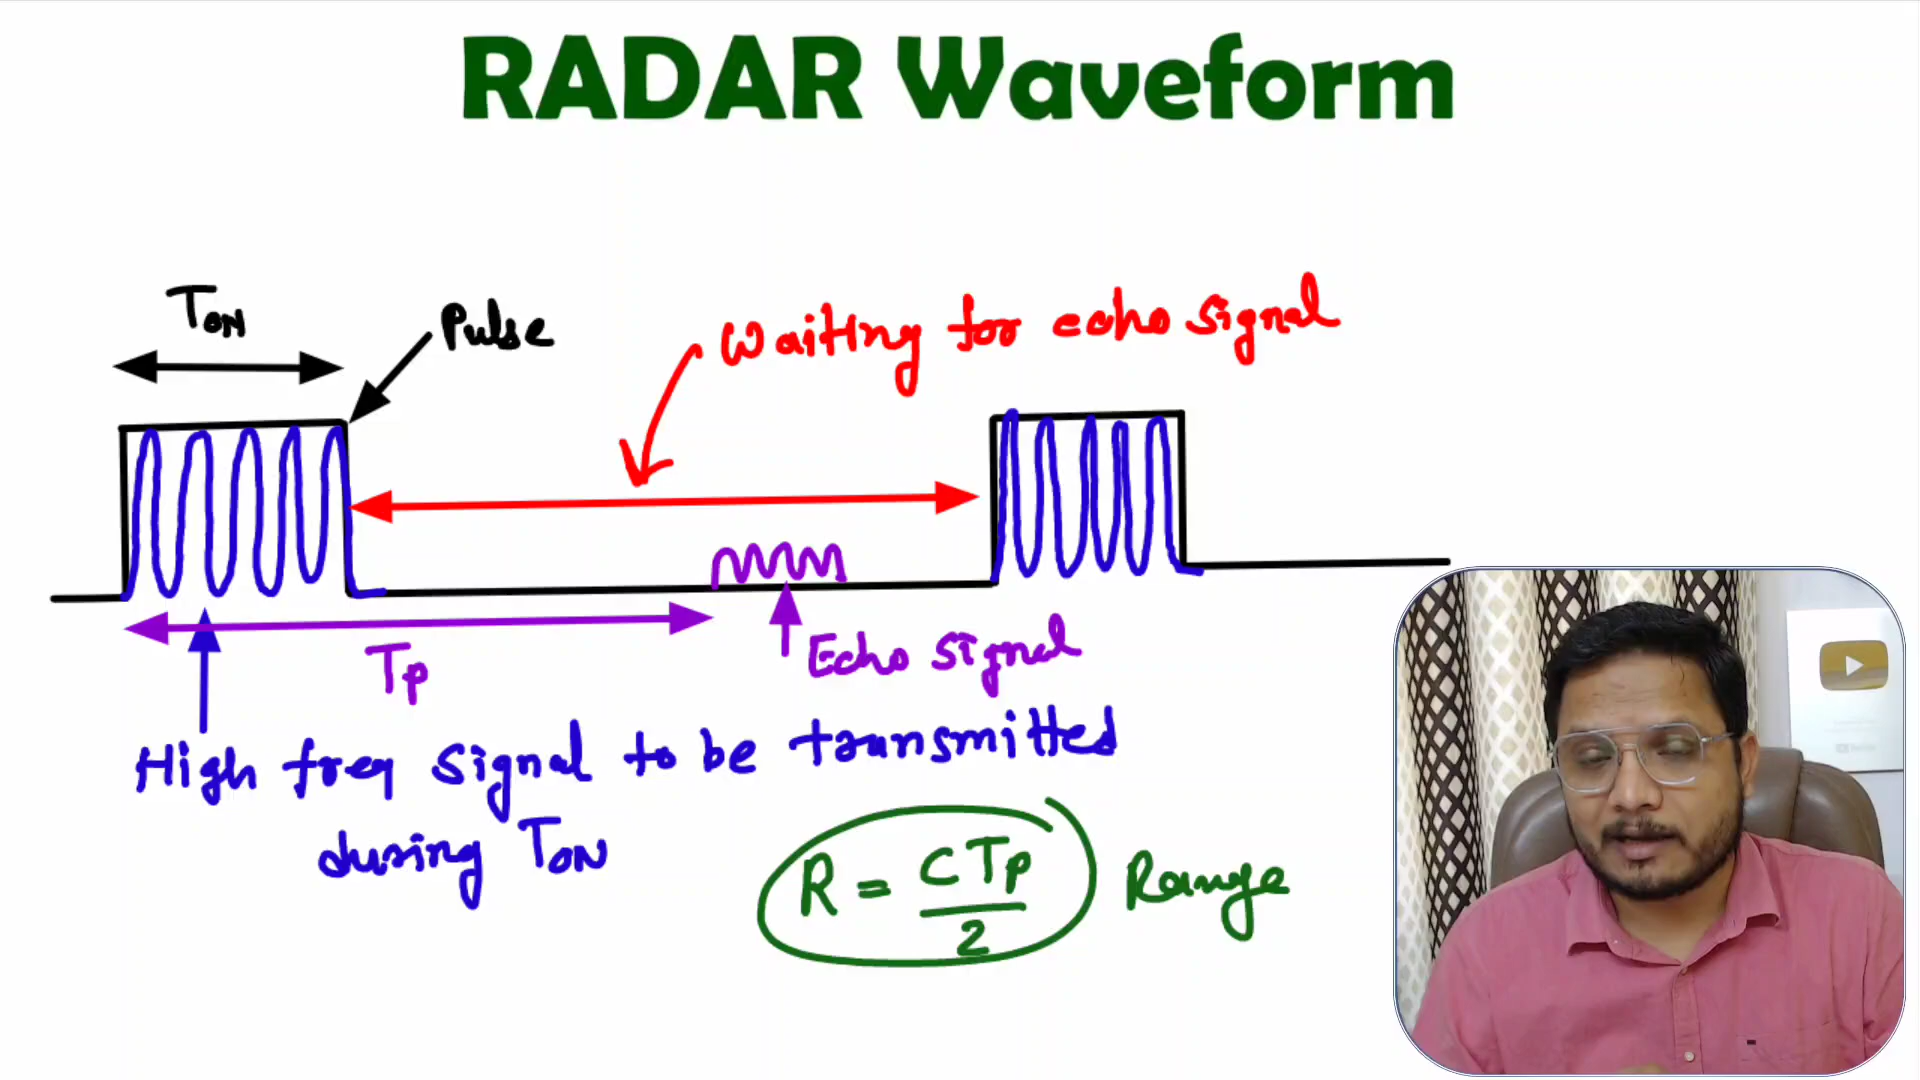 RADAR Waveform
TON
Pulse
Waiting for echo signal
Tp
Echo signal
High freq signal to be transmitted
during TON
R = CTp/2
Range